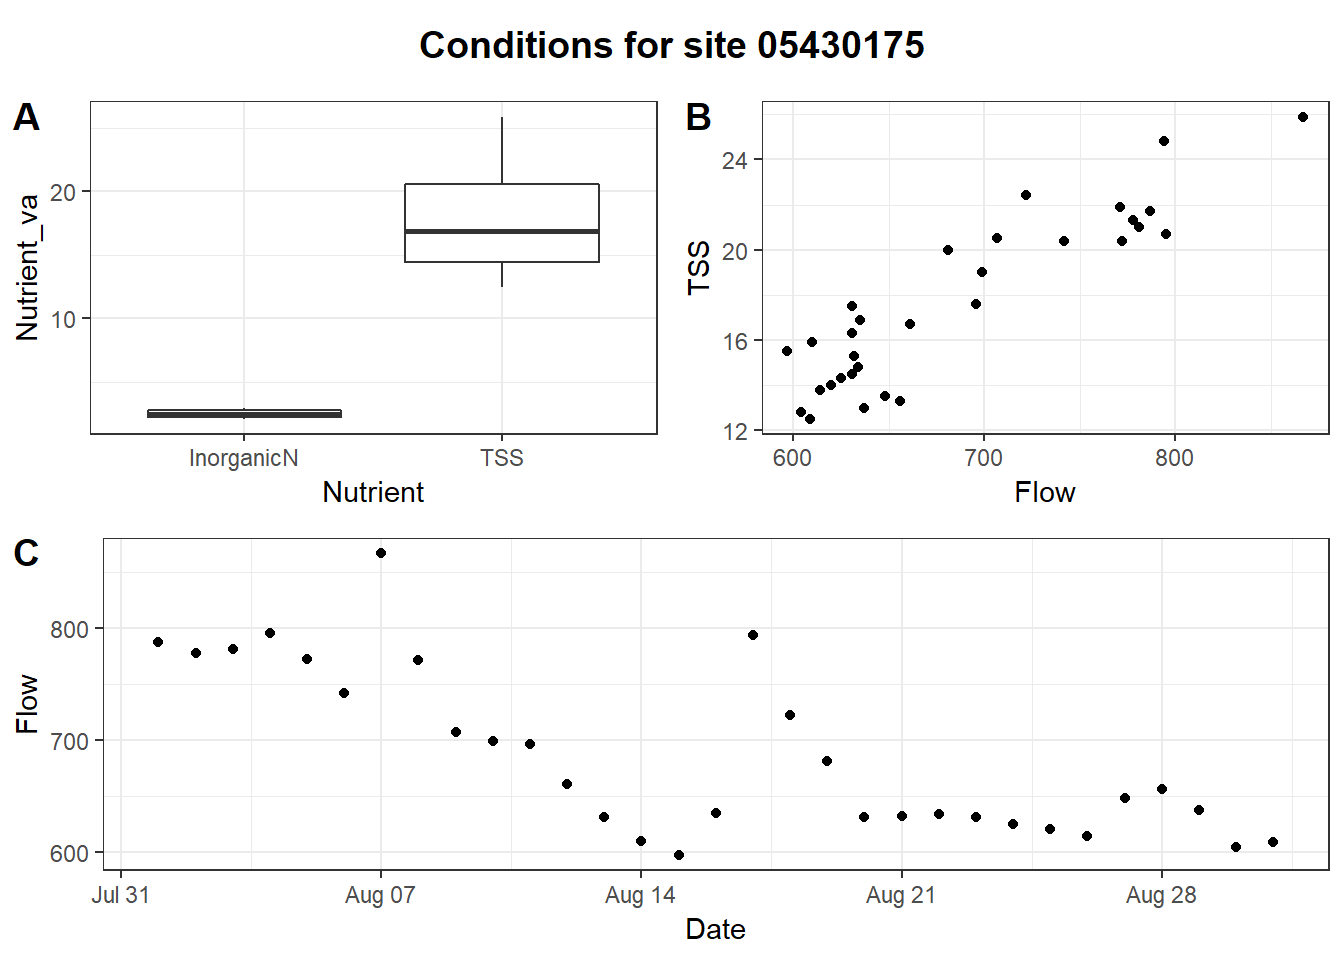 Conditions for site 05430175
A
Nutrient_va
20
10
InorganicN TSS
Nutrient
B
TSS
24
20
16
12
600 700 800
Flow
C
Flow
800
700
600
Jul 31 Aug 07 Aug 14 Aug 21 Aug 28
Date